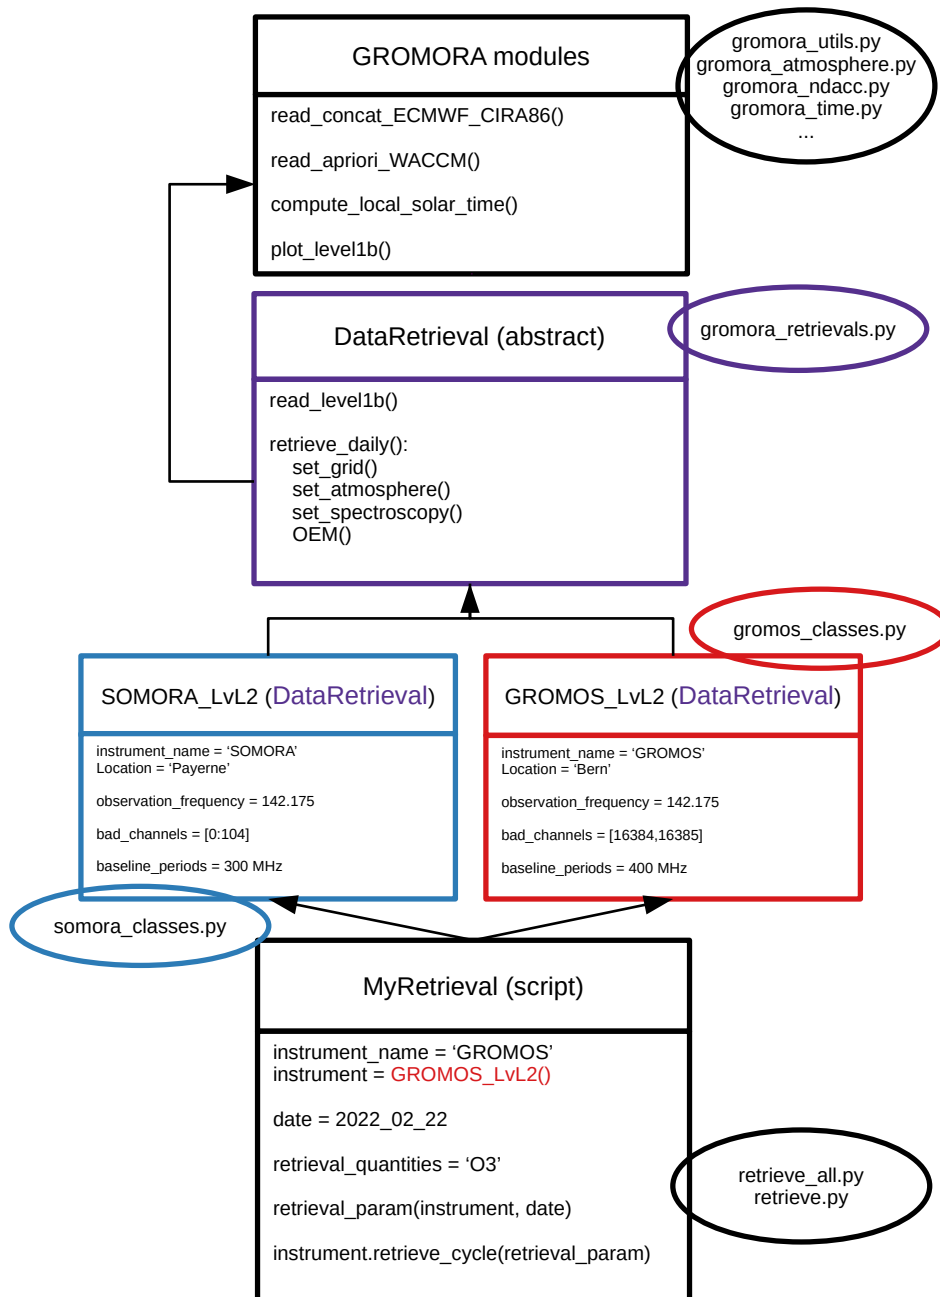 GROMORA modules
gromora_utils.py
gromora_atmosphere.py
gromora_ndacc.py
gromora_time.py
...
read_concat_ECMWF_CIRA86()
read_apriori_WACCM()
compute_local_solar_time()
plot_level1b()
DataRetrieval (abstract)
gromora_retrievals.py
read_level1b()
retrieve_daily():
set_grid()
set_atmosphere()
set_spectroscopy()
OEM()
gromos_classes.py
SOMORA_LvL2 (DataRetrieval)
instrument_name = ‘SOMORA’
Location = ‘Payerne’
observation_frequency = 142.175
bad_channels = [0:104]
baseline_periods = 300 MHz
somora_classes.py
GROMOS_LvL2 (DataRetrieval)
instrument_name = ‘GROMOS’
Location = ‘Bern’
observation_frequency = 142.175
bad_channels = [16384,16385]
baseline_periods = 400 MHz
MyRetrieval (script)
instrument_name = ‘GROMOS’
instrument = GROMOS_LvL2()
date = 2022_02_22
retrieval_quantities = ‘O3’
retrieval_param(instrument, date)
instrument.retrieve_cycle(retrieval_param)
retrieve_all.py
retrieve.py